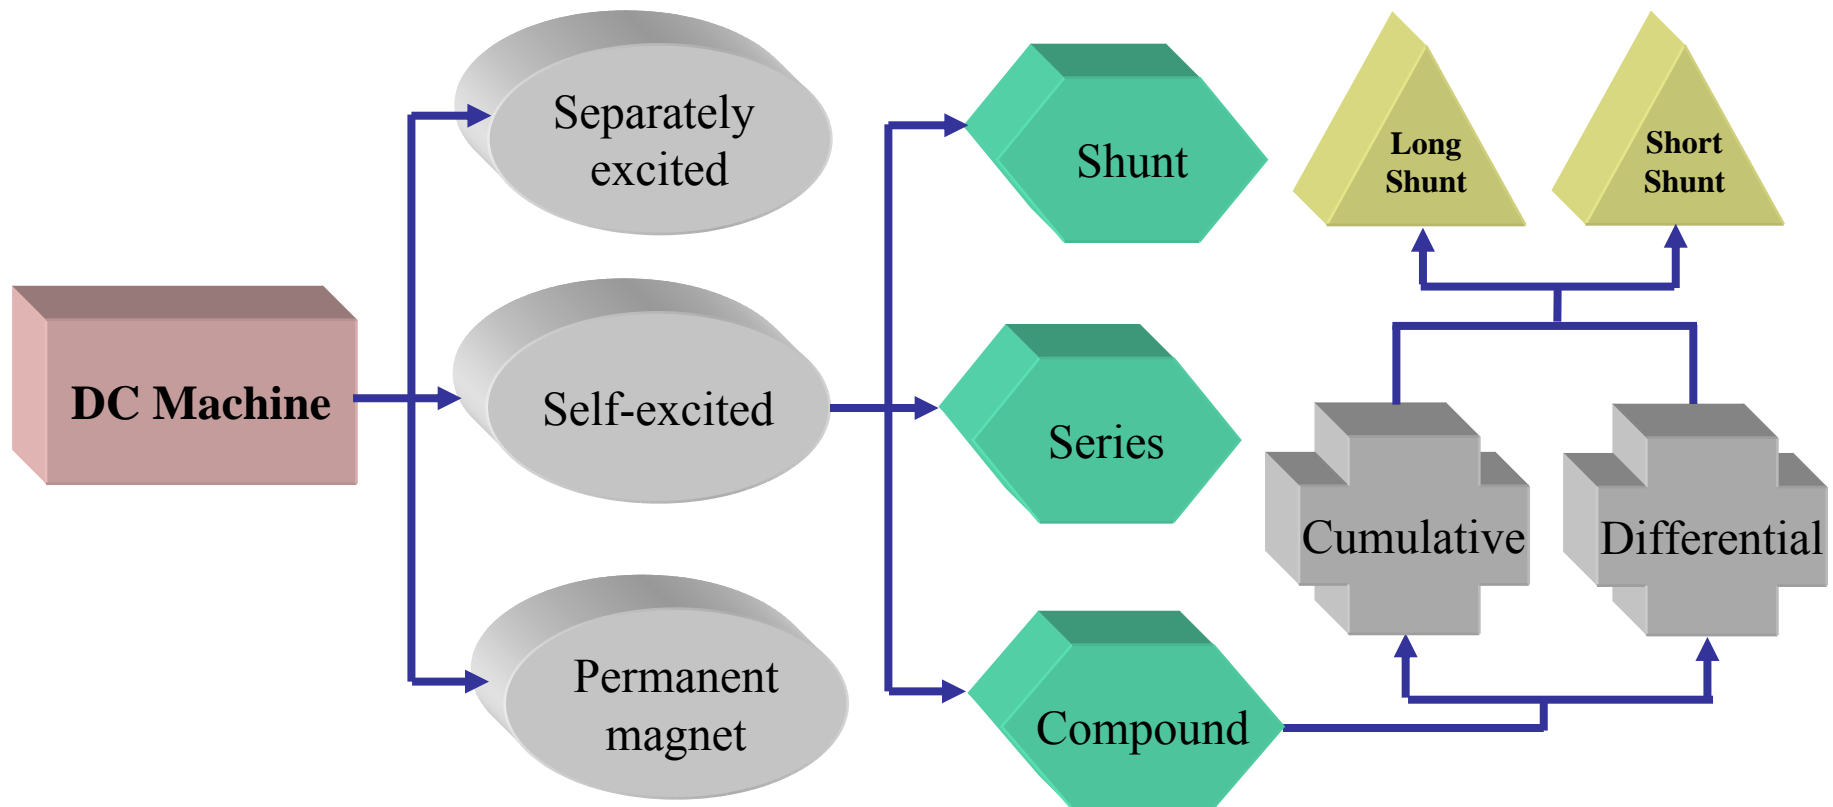 DC Machine
Separately
excited
Self-excited
Permanent
magnet
Shunt
Series
Compound
Long
Shunt
Short
Shunt
Cumulative
Differential